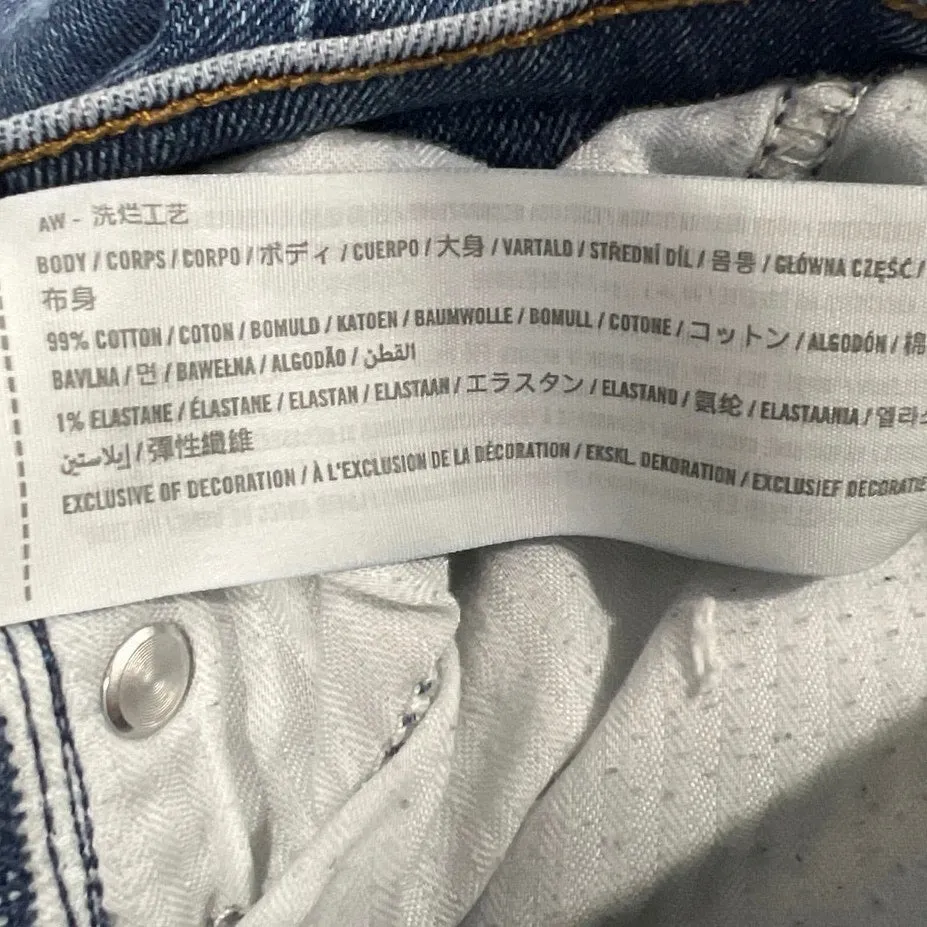 AW - 洗烂工艺
BODY / CORPS / CORPO / ボディ / CUERPO / 大身 / VARTALO / STŘEDNÍ DÍL / 몸통 / GŁÓWNA CZĘŚĆ /
布身
99% COTTON / COTON / BOMULD / KATOEN / BAUMWOLLE / BOMULL / COTONE / コットン / ALGODÓN / 棉
BAVLNA / 면 / BAWEŁNA / ALGODÃO / القطن
1% ELASTANE / ÉLASTANE / ELASTAN / ELASTAAN / エラスタン / ELASTANO / 氨纶 / ELASTAANIA / 엘라스
إيلاستين / 彈性纖維
EXCLUSIVE OF DECORATION / À L'EXCLUSION DE LA DÉCORATION / EKSKL. DEKORATION / EXCLUSIEF DECORATIE